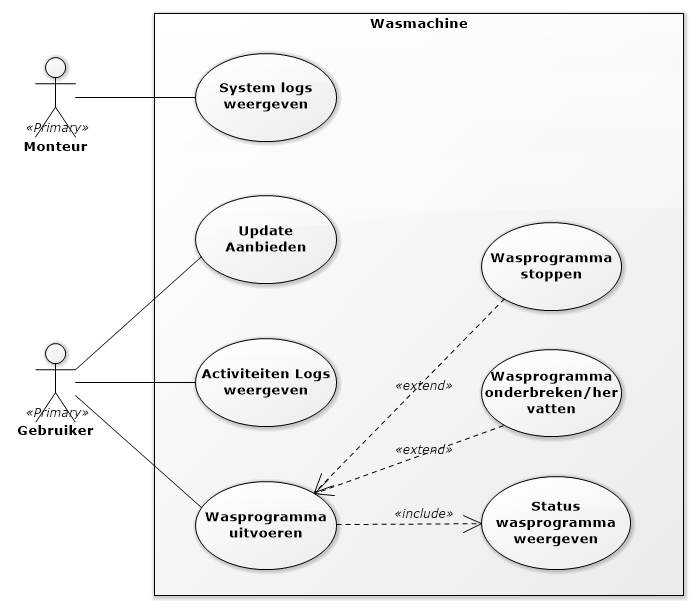 Wasmachine
System logs
weergeven
«Primary»
Monteur
Update
Aanbieden
Wasprogramma
stoppen
Activiteiten Logs
weergeven
«extend»
Wasprogramma
onderbreken/her
vatten
«Primary»
Gebruiker
«extend»
Wasprogramma
uitvoeren
«include»
Status
wasprogramma
weergeven